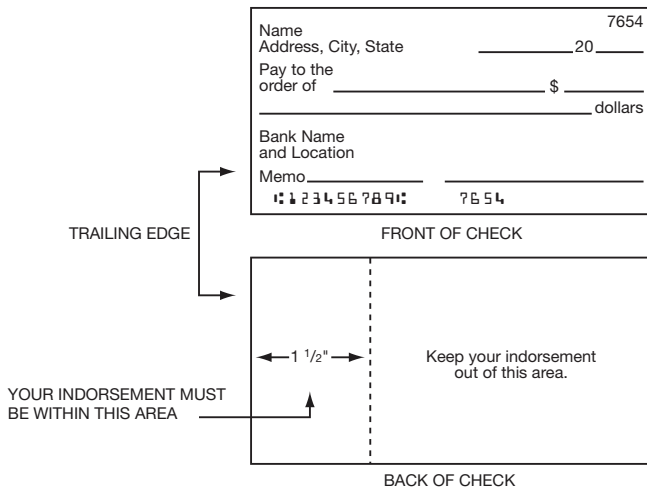 7654
Name
Address, City, State 20
Pay to the
order of $
dollars
Bank Name
and Location
Memo
⑆123456789⑆ 7654
TRAILING EDGE
FRONT OF CHECK
1 1/2"
Keep your indorsement
out of this area.
YOUR INDORSEMENT MUST
BE WITHIN THIS AREA
BACK OF CHECK